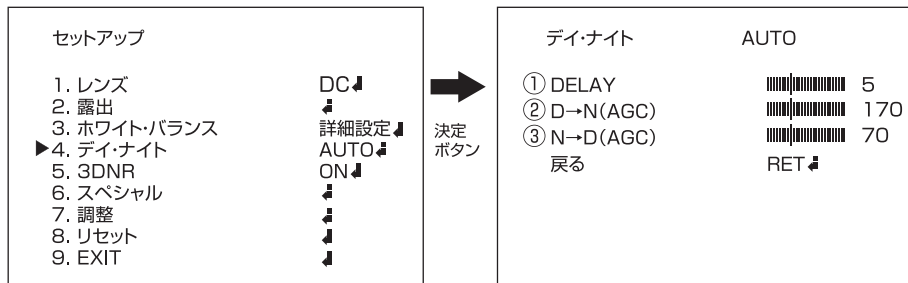 セットアップ
1. レンズ DC↲
2. 露出 ↲
3. ホワイト・バランス 詳細設定↲
▶4. デイ・ナイト AUTO↲
5. 3DNR ON↲
6. スペシャル ↲
7. 調整 ↲
8. リセット ↲
9. EXIT ↲
決定
ボタン
デイ・ナイト AUTO
① DELAY 5
② D→N(AGC) 170
③ N→D(AGC) 70
戻る RET↲